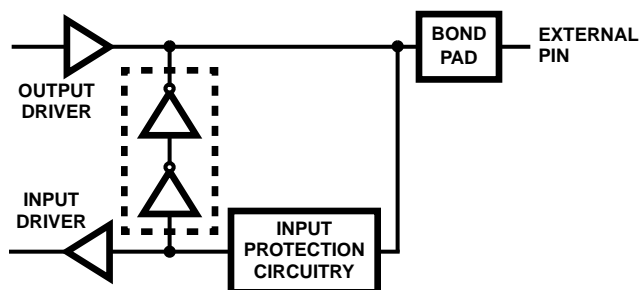 BOND
PAD
EXTERNAL
PIN
OUTPUT
DRIVER
INPUT
DRIVER
INPUT
PROTECTION
CIRCUITRY